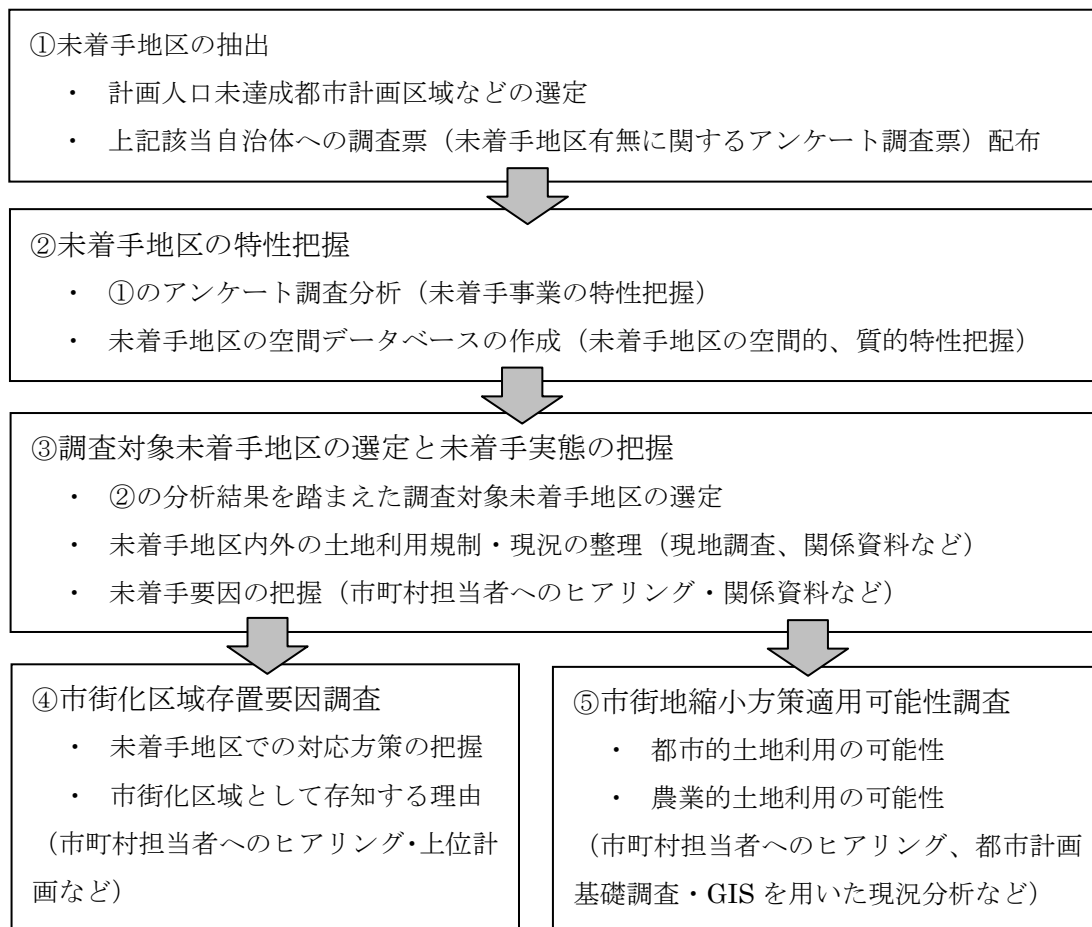 ①未着手地区の抽出
・ 計画人口未達成都市計画区域などの選定
・ 上記該当自治体への調査票（未着手地区有無に関するアンケート調査票）配布
②未着手地区の特性把握
・ ①のアンケート調査分析（未着手事業の特性把握）
・ 未着手地区の空間データベースの作成（未着手地区の空間的、質的特性把握）
③調査対象未着手地区の選定と未着手実態の把握
・ ②の分析結果を踏まえた調査対象未着手地区の選定
・ 未着手地区内外の土地利用規制・現況の整理（現地調査、関係資料など）
・ 未着手要因の把握（市町村担当者へのヒアリング・関係資料など）
④市街化区域存置要因調査
・ 未着手地区での対応方策の把握
・ 市街化区域として存知する理由
（市町村担当者へのヒアリング・上位計
画など）
⑤市街地縮小方策適用可能性調査
・ 都市的土地利用の可能性
・ 農業的土地利用の可能性
（市町村担当者へのヒアリング、都市計画
基礎調査・GIS を用いた現況分析など）